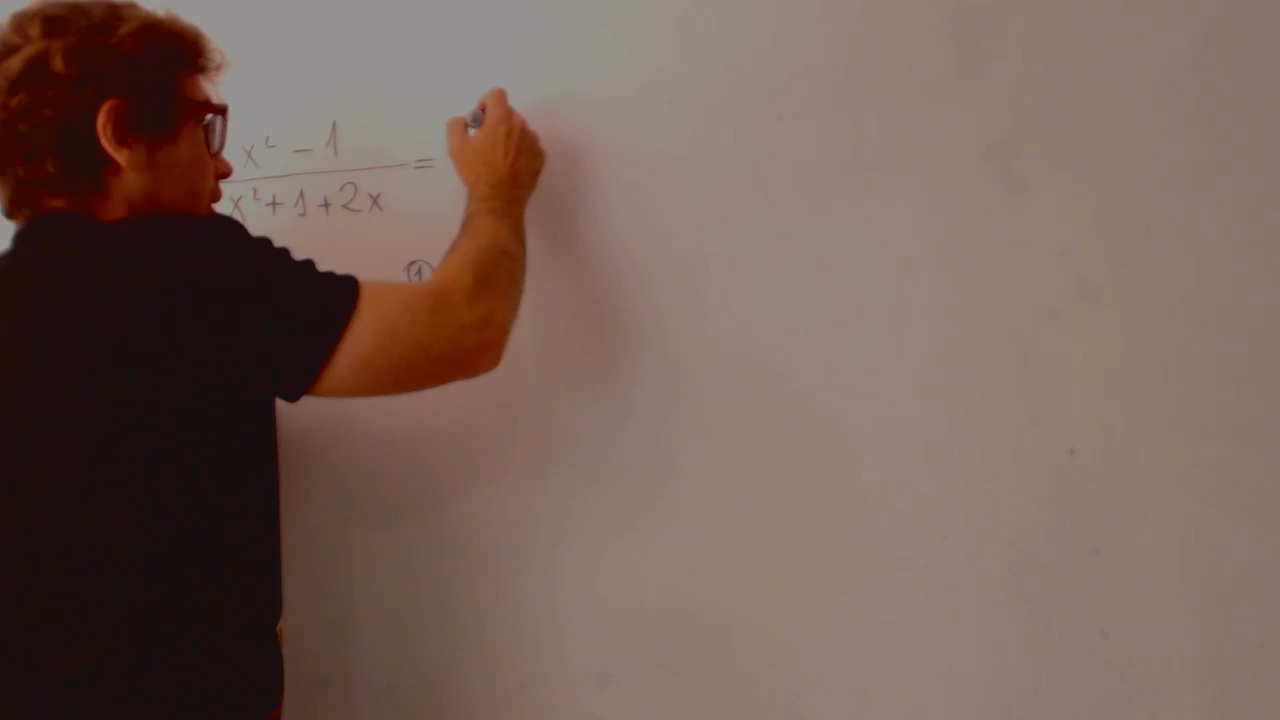 x² - 1
x² + 1 + 2x
=
①